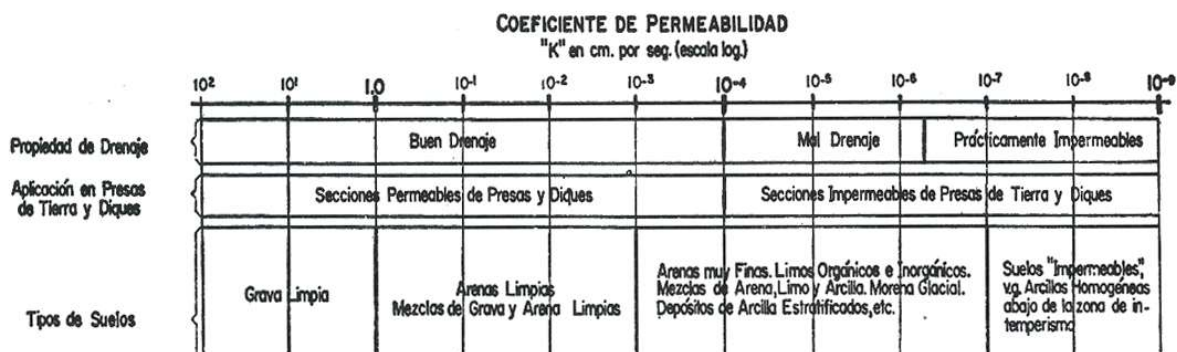 COEFICIENTE DE PERMEABILIDAD
"K" en cm. por seg. (escala log.)
10² 10¹ 1.0 10-1 10-2 10-3 10-4 10-5 10-6 10-7 10-8 10-9
Propiedad de Drenaje
Buen Drenaje
Mal Drenaje
Prácticamente Impermeables
Aplicación en Presas
de Tierra y Diques
Secciones Permeables de Presas y Diques
Secciones Impermeables de Presas de Tierra y Diques
Tipos de Suelos
Grava Limpia
Arenas Limpias
Mezclas de Grava y Arena Limpias
Arenas muy Finas. Limos Orgánicos e Inorgánicos.
Mezclas de Arena, Limo y Arcilla. Morena Glacial.
Depósitos de Arcilla Estratificados, etc.
Suelos "Impermeables",
v.g. Arcillas Homogéneas
abajo de la zona de in-
temperismo